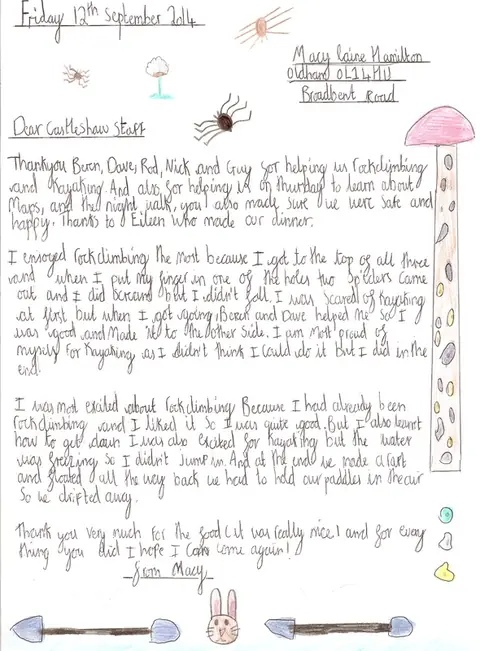 Friday 12th September 2014
Macy Laine Hamilton
Oldham OL1 4HU
Broadbent Road
Dear Castleshaw Staff
Thankyou Beron, Dave, Rod, Nick and Guy for helping us rockclimbing
and Kayaking. And also for helping us on thursday to learn about
Maps, and the night walk, you also made sure we were safe and
happy. Thanks to Eileen who made our dinner.
I enjoyed rockclimbing the most because I got to the top of all three
and when I put my finger in one of the holes two spiders came
out and I did scream but I didn't fall. I was scared of Kayaking
at first but when I got going, Beron and Dave helped me so I
was good and Made it to the other side. I am most proud of
myself for Kayaking as I didn't think I could do it but I did in the
end!
I was most excited about rockclimbing Because I had already been
rockclimbing and I liked it so I was quite good. But I also learnt
how to get down I was also excited for Kayaking but the water
was freezing so I didn't Jump in. And at the end we made a raft
and floated all the way back we had to hold our paddles in the air
So we drifted away.
Thank you very much for the food (it was really nice) and for every
thing you did I hope I can come again!
from Macy